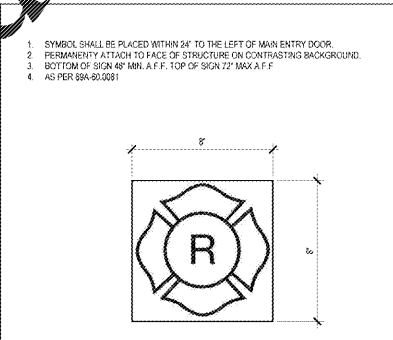 1. SYMBOL SHALL BE PLACED WITHIN 24" TO THE LEFT OF MAIN ENTRY DOOR.
2. PERMANENTY ATTACH TO FACE OF STRUCTURE ON CONTRASTING BACKGROUND.
3. BOTTOM OF SIGN 48" MIN. A.F.F. TOP OF SIGN 72" MAX A.F.F
4. AS PER 69A-60.0081
8"
R
8"